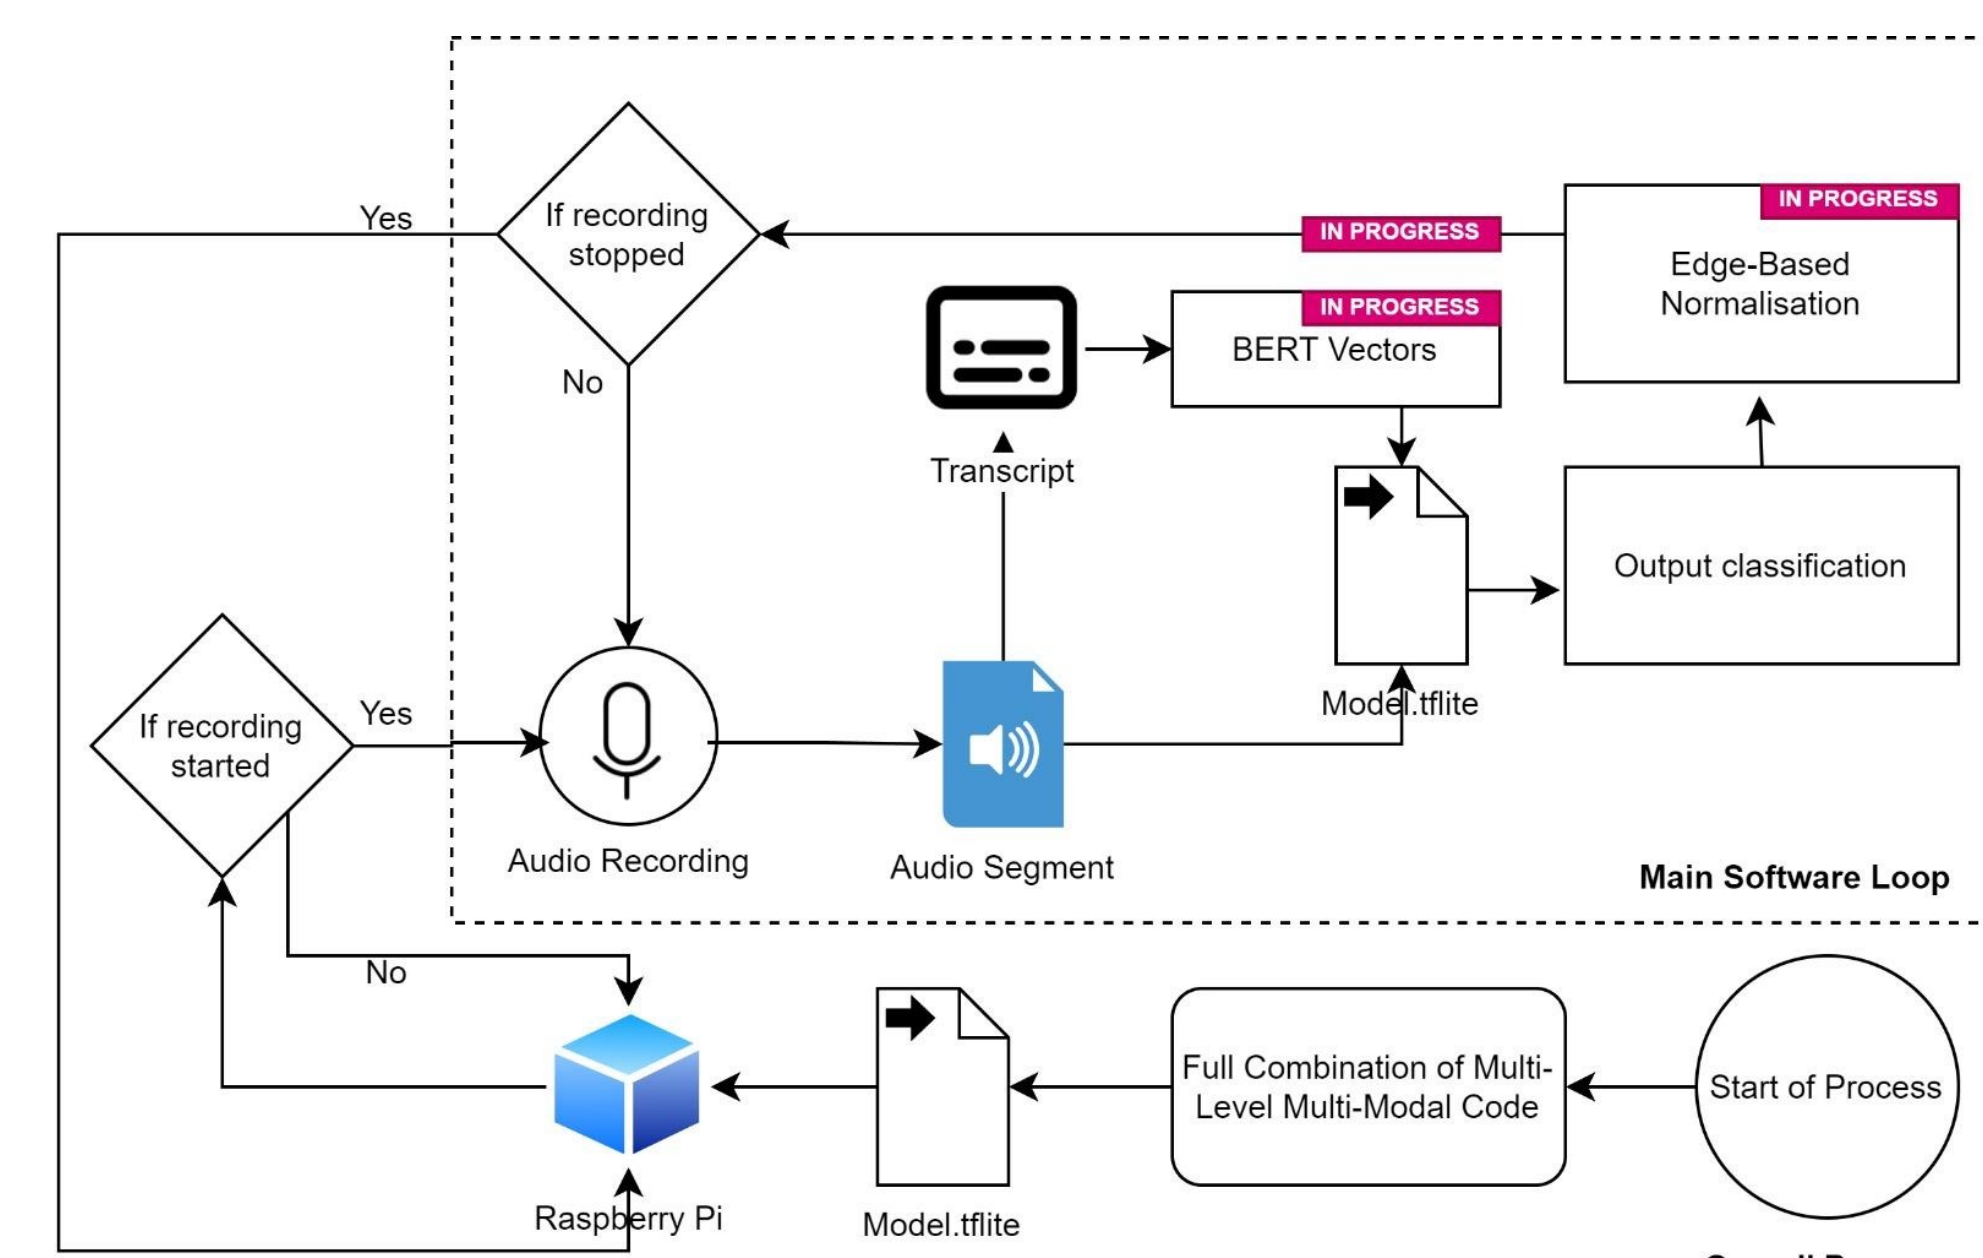 Yes
If recording
stopped
IN PROGRESS
IN PROGRESS
Edge-Based
Normalisation
IN PROGRESS
BERT Vectors
No
Transcript
Output classification
Model.tflite
If recording
started
Yes
Audio Recording
Audio Segment
Main Software Loop
No
Full Combination of Multi-
Level Multi-Modal Code
Start of Process
Raspberry Pi
Model.tflite